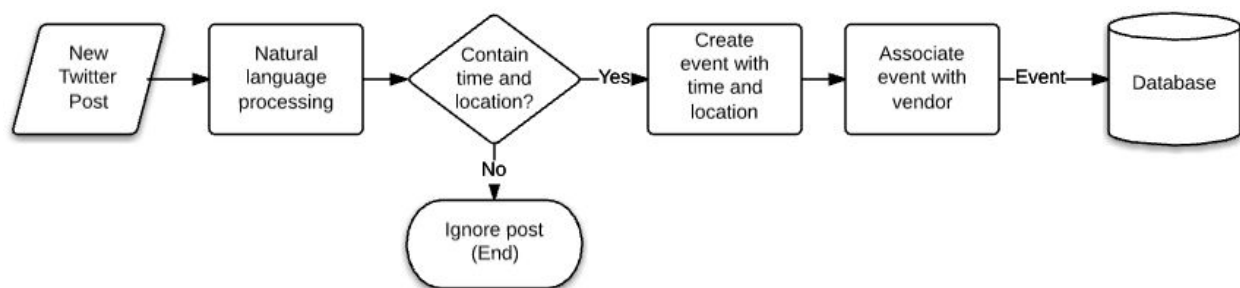 New
Twitter
Post
Natural
language
processing
Contain
time and
location?
Yes
Create
event with
time and
location
Associate
event with
vendor
Event
Database
No
Ignore post
(End)